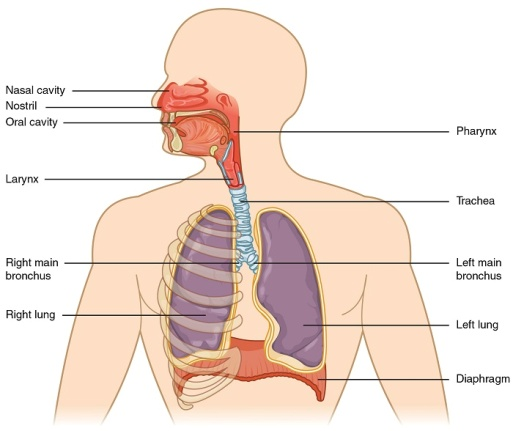 Nasal cavity
Nostril
Oral cavity
Pharynx
Larynx
Trachea
Right main
bronchus
Left main
bronchus
Right lung
Left lung
Diaphragm